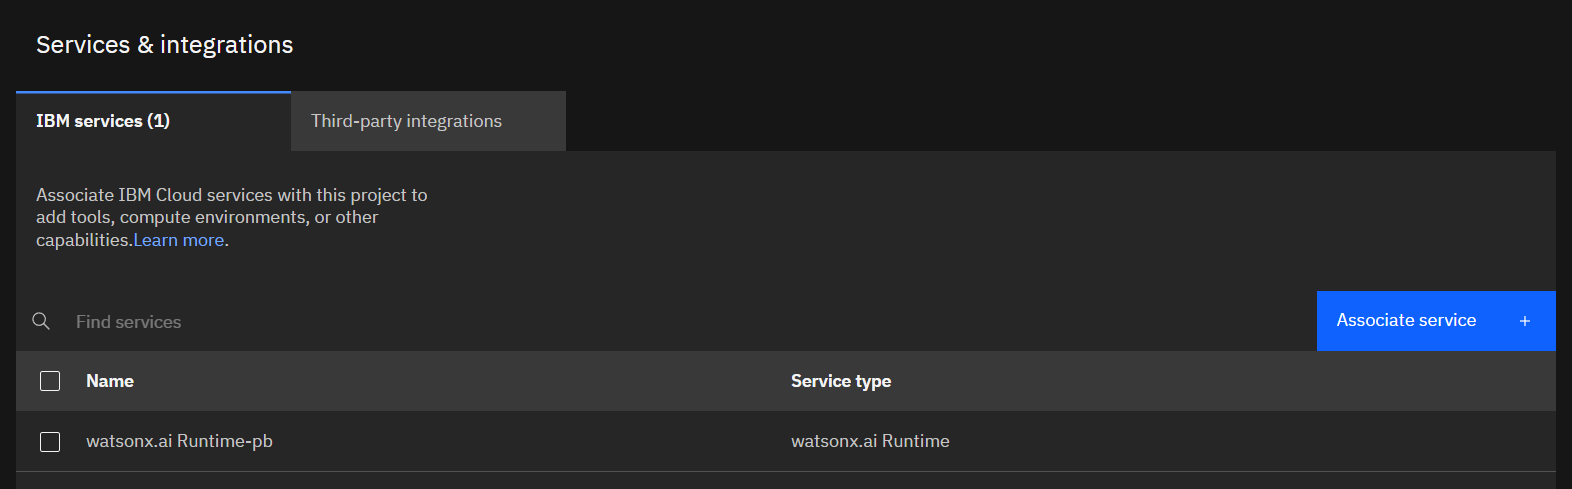 Services & integrations
IBM services (1)
Third-party integrations
Associate IBM Cloud services with this project to
add tools, compute environments, or other
capabilities.Learn more.
Find services
Associate service +
Name Service type
watsonx.ai Runtime-pb watsonx.ai Runtime